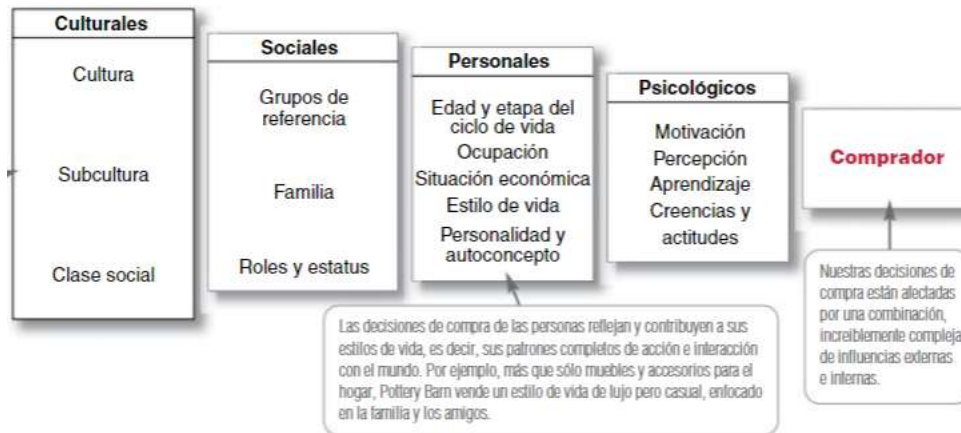 Culturales
Cultura
Subcultura
Clase social
Sociales
Grupos de
referencia
Familia
Roles y estatus
Personales
Edad y etapa del
ciclo de vida
Ocupación
Situación económica
Estilo de vida
Personalidad y
autoconcepto
Psicológicos
Motivación
Percepción
Aprendizaje
Creencias y
actitudes
Comprador
Las decisiones de compra de las personas reflejan y contribuyen a sus
estilos de vida, es decir, sus patrones completos de acción e interacción
con el mundo. Por ejemplo, más que sólo muebles y accesorios para el
hogar, Pottery Barn vende un estilo de vida de lujo pero casual, enfocado
en la familia y los amigos.
Nuestras decisiones de
compra están afectadas
por una combinación,
increíblemente compleja,
de influencias externas
e internas.